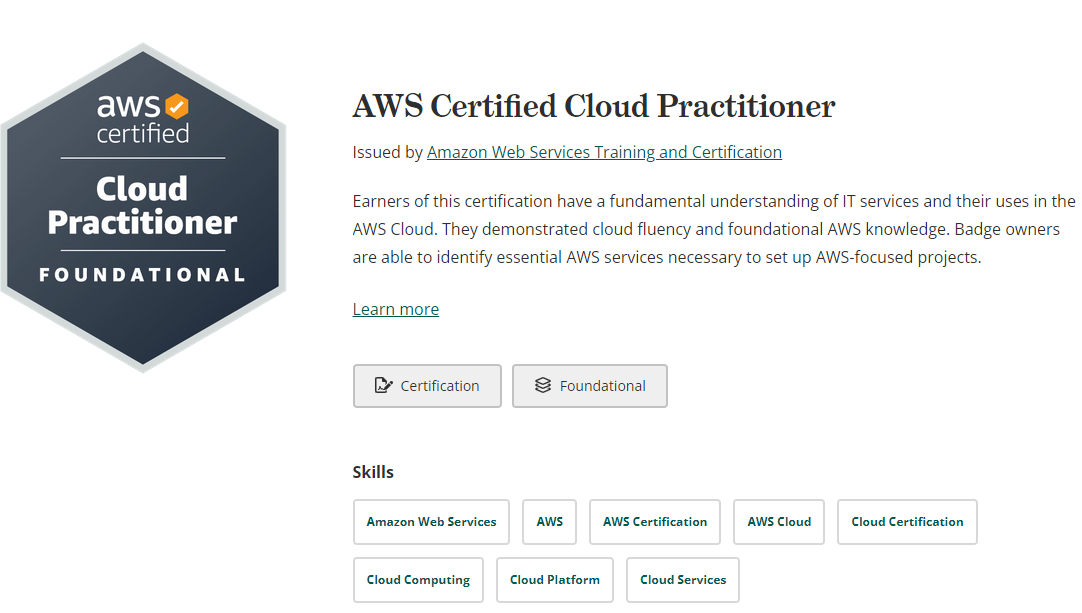 aws
certified
Cloud
Practitioner
FOUNDATIONAL
AWS Certified Cloud Practitioner
Issued by Amazon Web Services Training and Certification
Earners of this certification have a fundamental understanding of IT services and their uses in the
AWS Cloud. They demonstrated cloud fluency and foundational AWS knowledge. Badge owners
are able to identify essential AWS services necessary to set up AWS-focused projects.
Learn more
Certification Foundational
Skills
Amazon Web Services AWS AWS Certification AWS Cloud Cloud Certification
Cloud Computing Cloud Platform Cloud Services